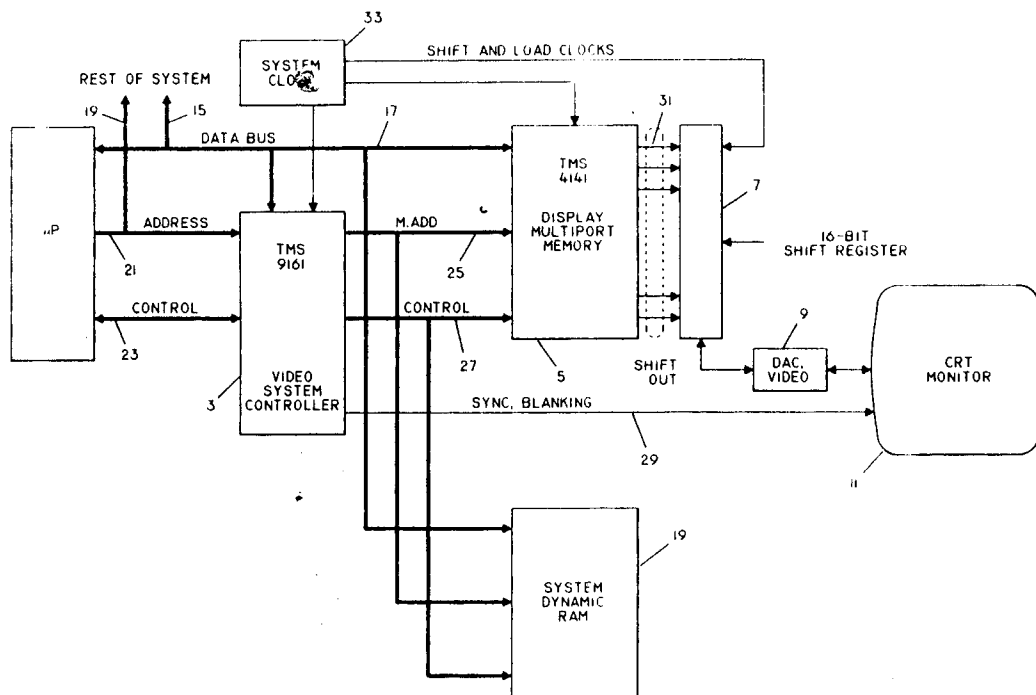 33
SYSTEM
SHIFT AND LOAD CLOCKS
REST OF SYSTEM
19
15
17
31
DATA BUS
TMS
4141
DISPLAY
MULTIPORT
MEMORY
7
µP
ADDRESS
21
TMS
9161
M.ADD
25
16-BIT
SHIFT REGISTER
CONTROL
23
CONTROL
27
5
3
VIDEO
SYSTEM
CONTROLLER
SHIFT
OUT
9
DAC,
VIDEO
CRT
MONITOR
SYNC, BLANKING
29
11
19
SYSTEM
DYNAMIC
RAM